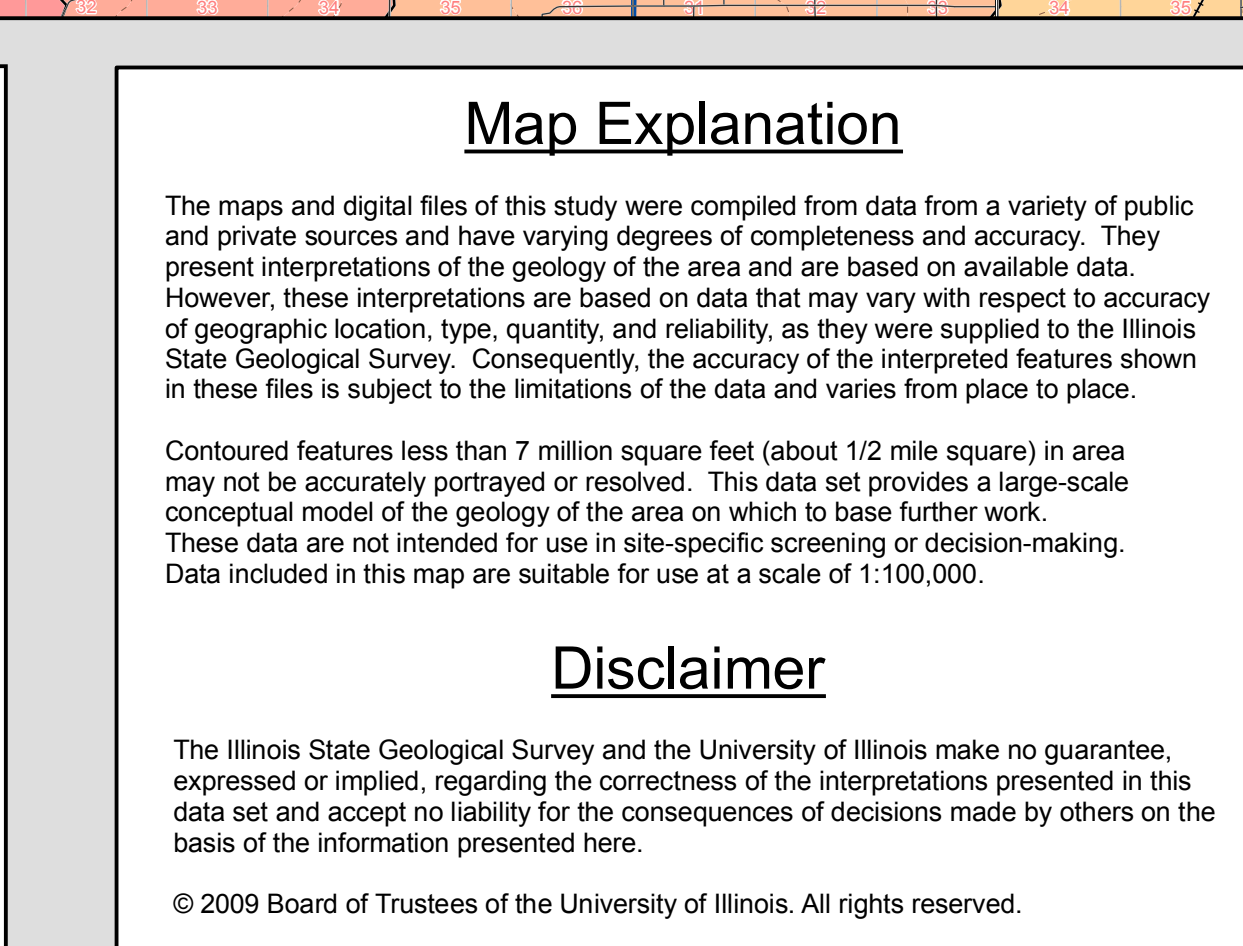 32 33 34 35 36 31 32 33 34 35
Map Explanation
The maps and digital files of this study were compiled from data from a variety of public
and private sources and have varying degrees of completeness and accuracy.  They
present interpretations of the geology of the area and are based on available data.
However, these interpretations are based on data that may vary with respect to accuracy
of geographic location, type, quantity, and reliability, as they were supplied to the Illinois
State Geological Survey.  Consequently, the accuracy of the interpreted features shown
in these files is subject to the limitations of the data and varies from place to place.
Contoured features less than 7 million square feet (about 1/2 mile square) in area
may not be accurately portrayed or resolved.  This data set provides a large-scale
conceptual model of the geology of the area on which to base further work.
These data are not intended for use in site-specific screening or decision-making.
Data included in this map are suitable for use at a scale of 1:100,000.
Disclaimer
The Illinois State Geological Survey and the University of Illinois make no guarantee,
expressed or implied, regarding the correctness of the interpretations presented in this
data set and accept no liability for the consequences of decisions made by others on the
basis of the information presented here.
© 2009 Board of Trustees of the University of Illinois. All rights reserved.